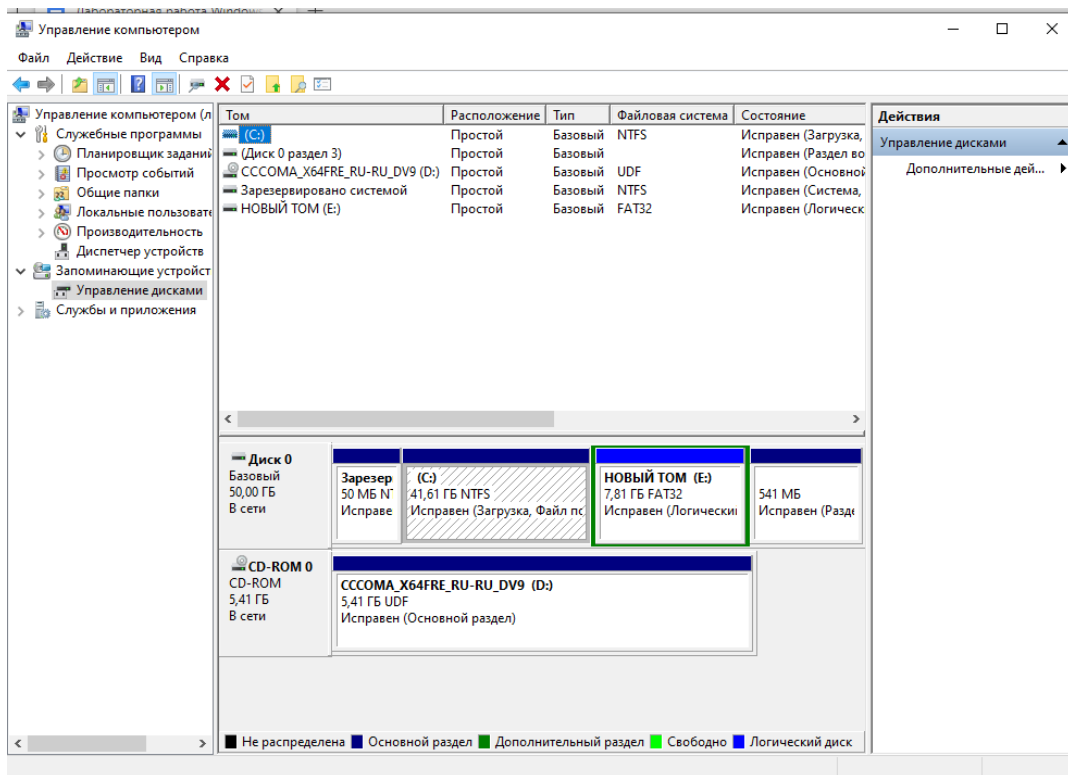 Лабораторная работа Window
Управление компьютером
Файл Действие Вид Справка
Управление компьютером (л
Служебные программы
Планировщик заданий
Просмотр событий
Общие папки
Локальные пользовате
Производительность
Диспетчер устройств
Запоминающие устройст
Управление дисками
Службы и приложения
Том Расположение Тип Файловая система Состояние
(C:) Простой Базовый NTFS Исправен (Загрузка,
(Диск 0 раздел 3) Простой Базовый Исправен (Раздел во
CCCOMA_X64FRE_RU-RU_DV9 (D:) Простой Базовый UDF Исправен (Основной
Зарезервировано системой Простой Базовый NTFS Исправен (Система,
НОВЫЙ ТОМ (E:) Простой Базовый FAT32 Исправен (Логическ
Действия
Управление дисками
Дополнительные дей...
Диск 0
Базовый
50,00 ГБ
В сети
Зарезер
50 МБ NT
Исправе
(C:)
41,61 ГБ NTFS
Исправен (Загрузка, Файл по
НОВЫЙ ТОМ (E:)
7,81 ГБ FAT32
Исправен (Логически
541 МБ
Исправен (Разде
CD-ROM 0
CD-ROM
5,41 ГБ
В сети
CCCOMA_X64FRE_RU-RU_DV9 (D:)
5,41 ГБ UDF
Исправен (Основной раздел)
Не распределена Основной раздел Дополнительный раздел Свободно Логический диск